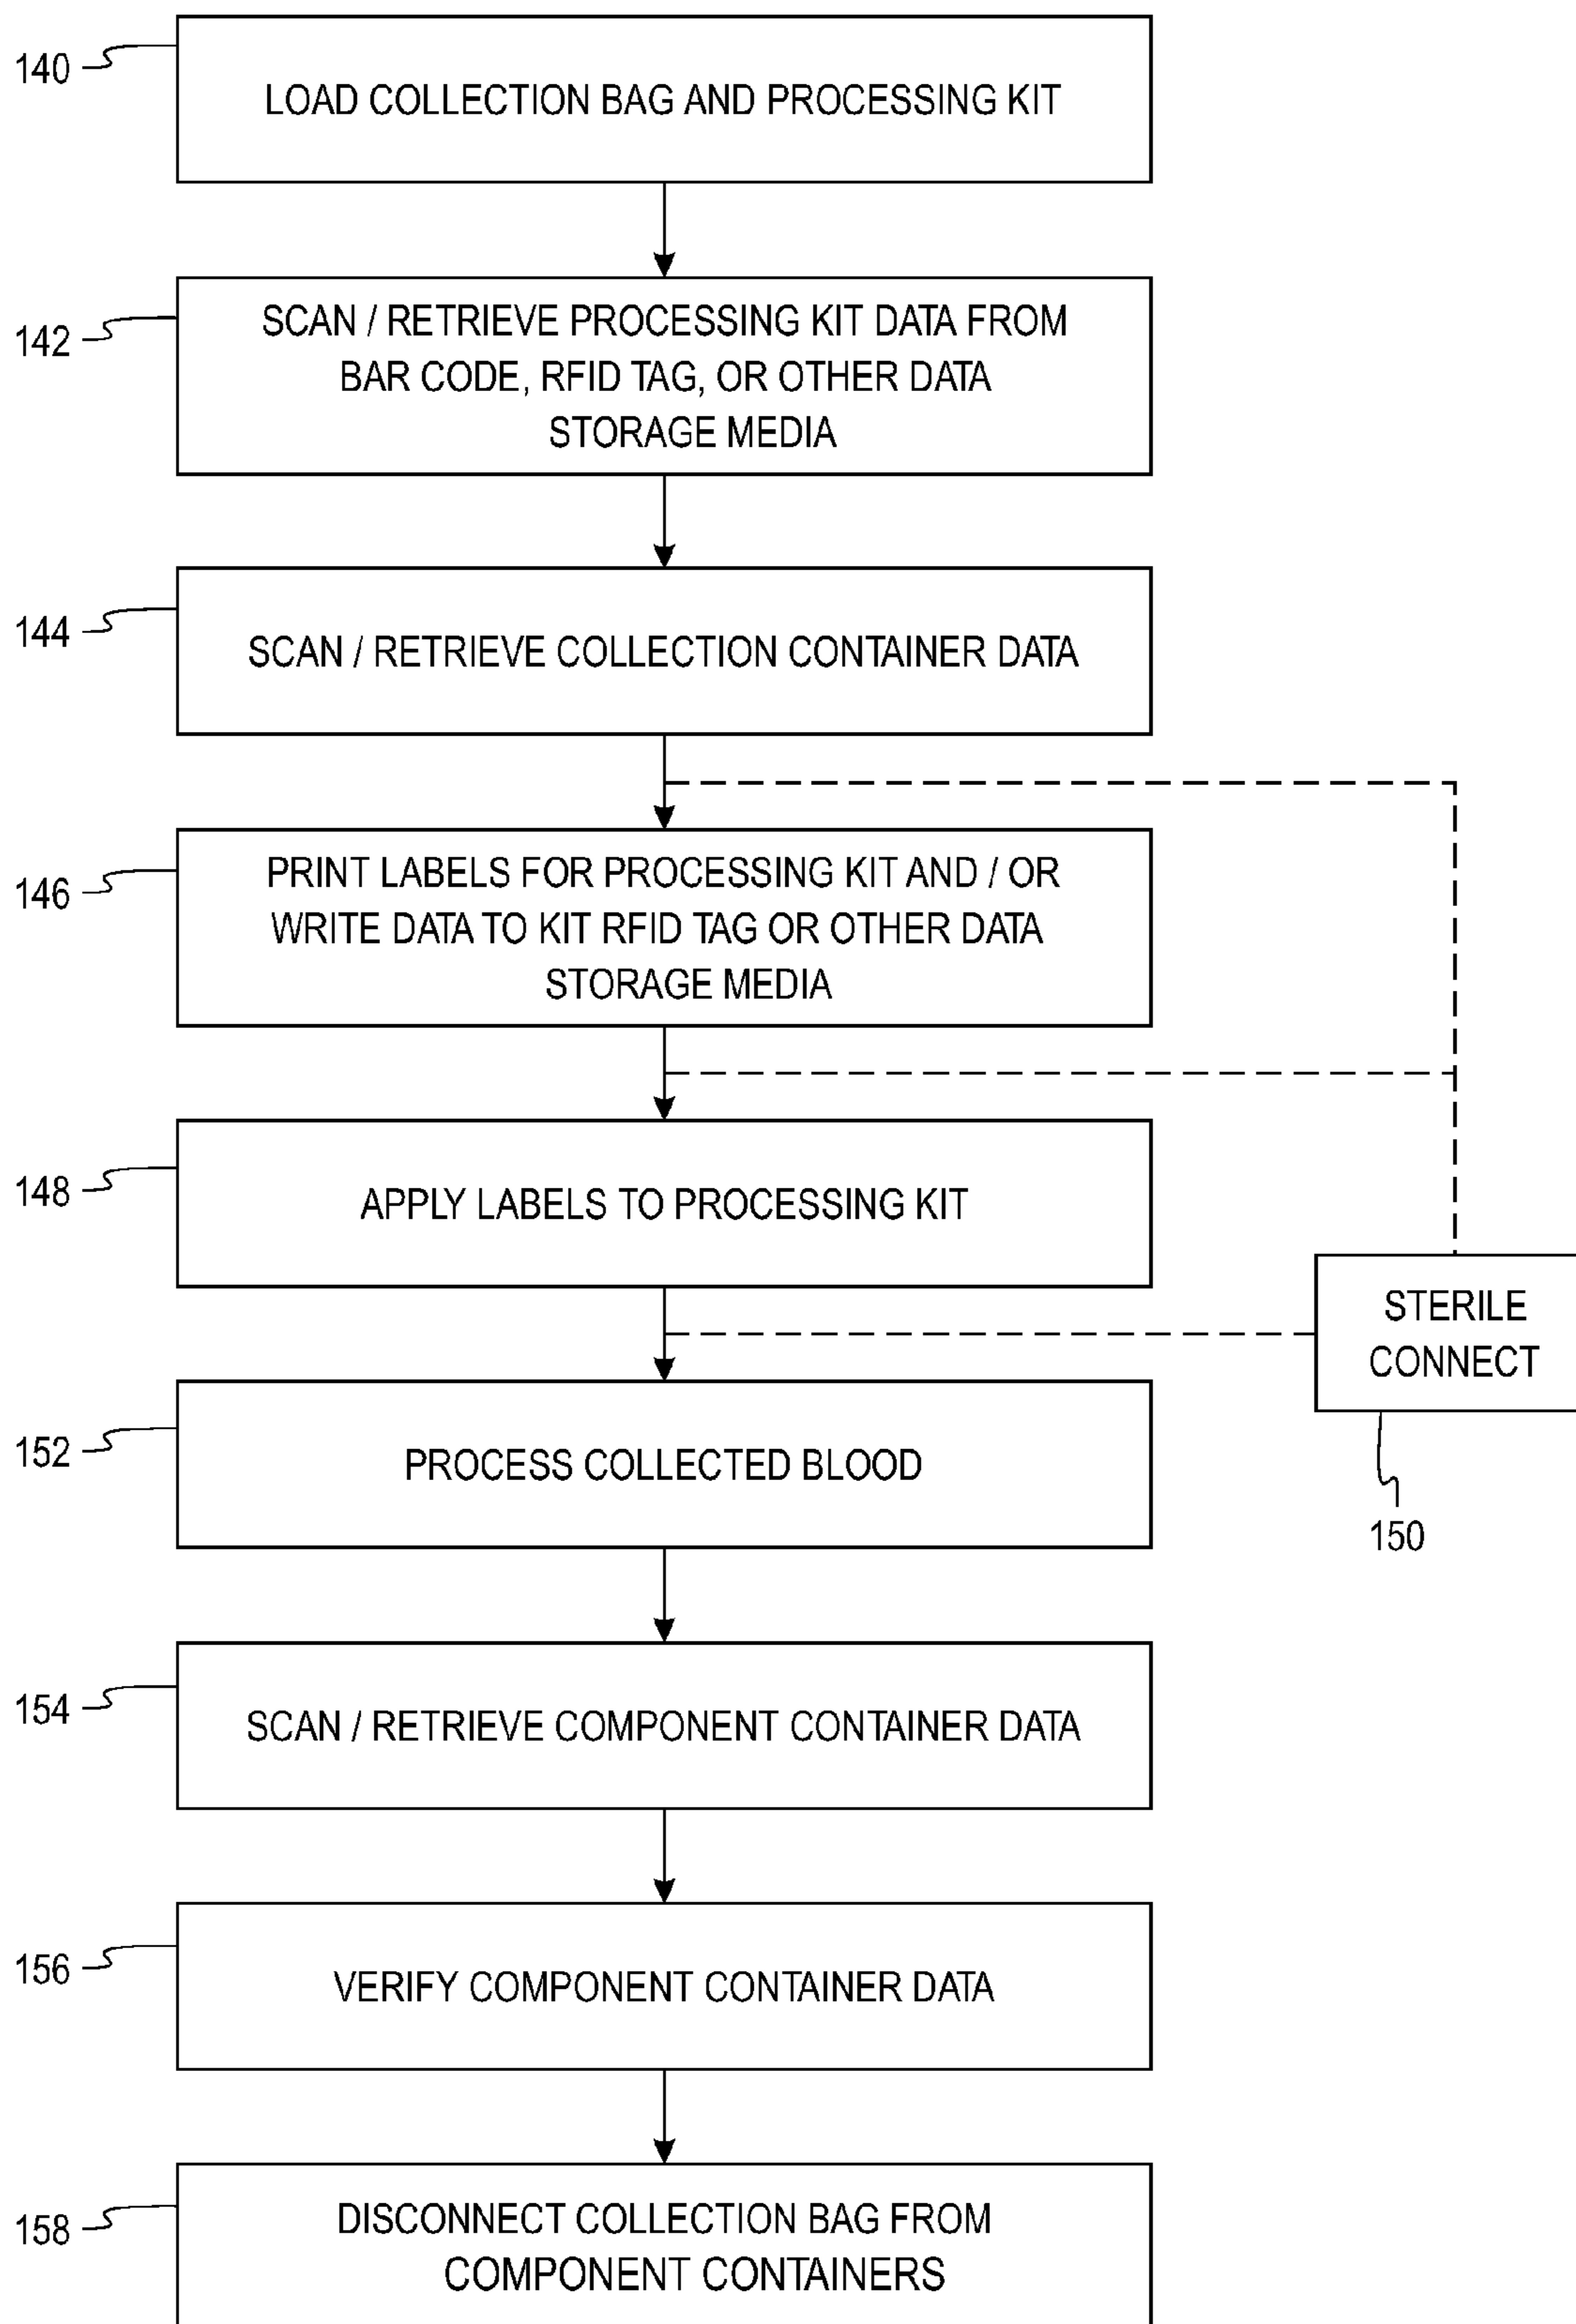 140
LOAD COLLECTION BAG AND PROCESSING KIT
142
SCAN / RETRIEVE PROCESSING KIT DATA FROM
BAR CODE, RFID TAG, OR OTHER DATA
STORAGE MEDIA
144
SCAN / RETRIEVE COLLECTION CONTAINER DATA
146
PRINT LABELS FOR PROCESSING KIT AND / OR
WRITE DATA TO KIT RFID TAG OR OTHER DATA
STORAGE MEDIA
148
APPLY LABELS TO PROCESSING KIT
STERILE
CONNECT
150
152
PROCESS COLLECTED BLOOD
154
SCAN / RETRIEVE COMPONENT CONTAINER DATA
156
VERIFY COMPONENT CONTAINER DATA
158
DISCONNECT COLLECTION BAG FROM
COMPONENT CONTAINERS